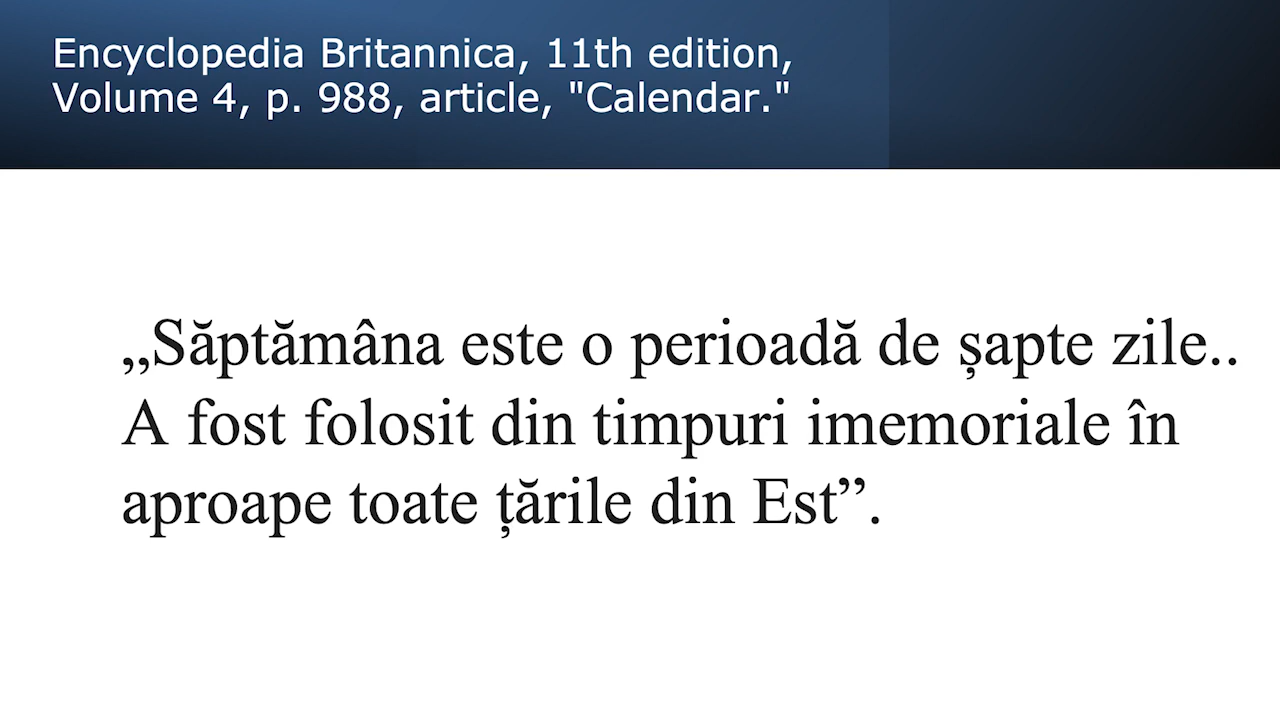 Encyclopedia Britannica, 11th edition,
Volume 4, p. 988, article, "Calendar."
„Săptămâna este o perioadă de șapte zile..
A fost folosit din timpuri imemoriale în
aproape toate țările din Est”.